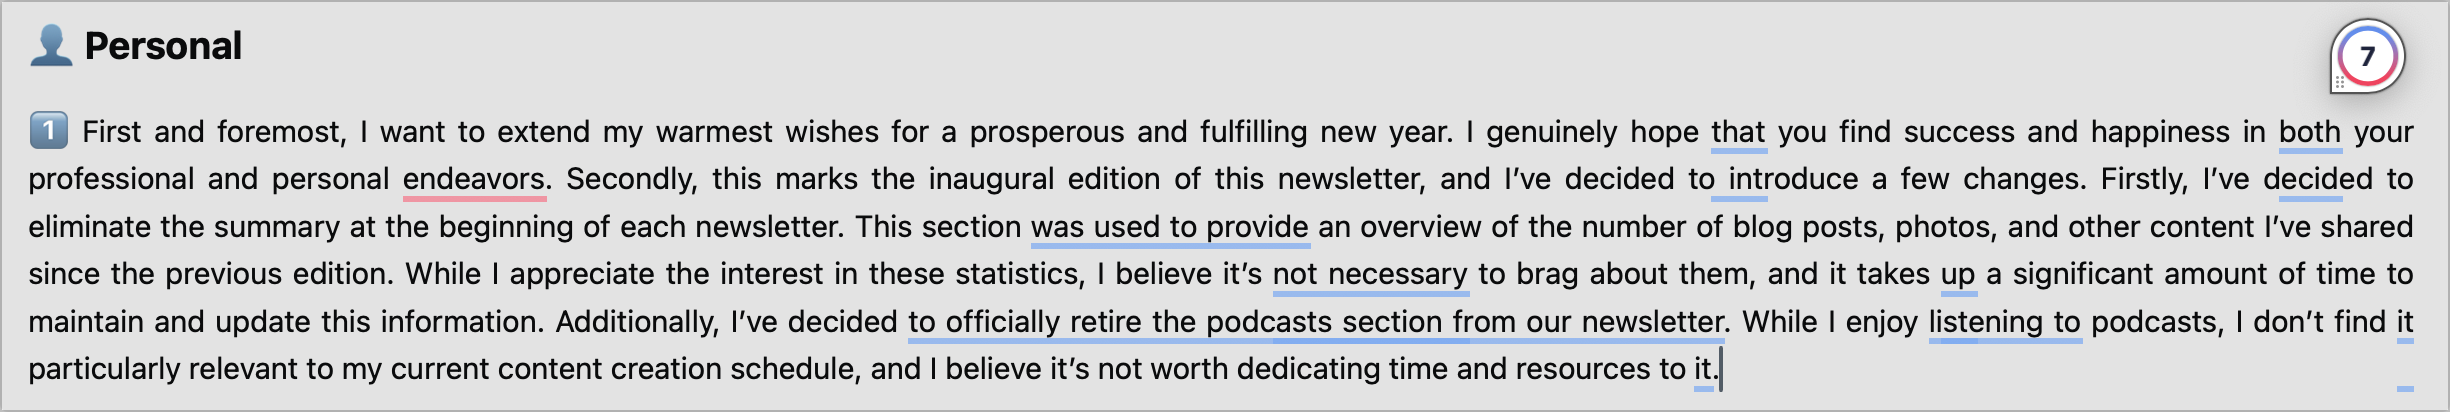 👤 Personal
7
1️⃣ First and foremost, I want to extend my warmest wishes for a prosperous and fulfilling new year. I genuinely hope that you find success and happiness in both your
professional and personal endeavors. Secondly, this marks the inaugural edition of this newsletter, and I’ve decided to introduce a few changes. Firstly, I’ve decided to
eliminate the summary at the beginning of each newsletter. This section was used to provide an overview of the number of blog posts, photos, and other content I’ve shared
since the previous edition. While I appreciate the interest in these statistics, I believe it’s not necessary to brag about them, and it takes up a significant amount of time to
maintain and update this information. Additionally, I’ve decided to officially retire the podcasts section from our newsletter. While I enjoy listening to podcasts, I don’t find it
particularly relevant to my current content creation schedule, and I believe it’s not worth dedicating time and resources to it.